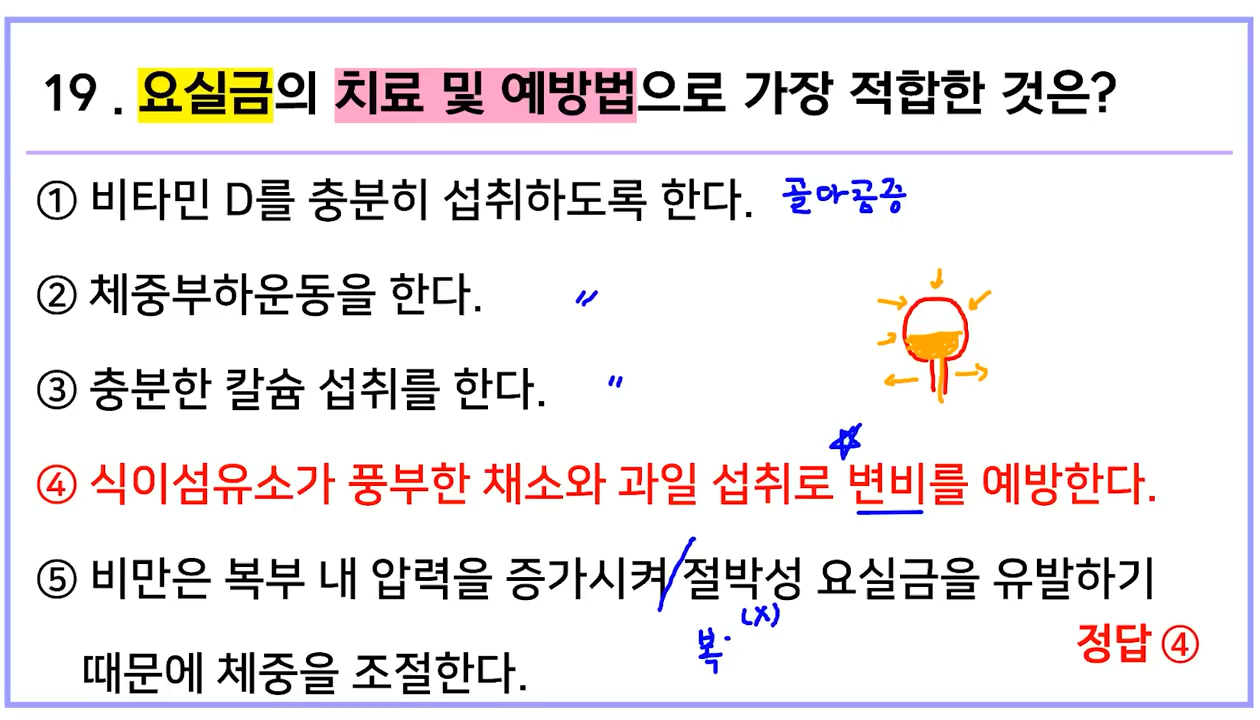 19 . 요실금의 치료 및 예방법으로 가장 적합한 것은?
① 비타민 D를 충분히 섭취하도록 한다. 골다공증
② 체중부하운동을 한다. 〃
③ 충분한 칼슘 섭취를 한다. 〃
④ 식이섬유소가 풍부한 채소와 과일 섭취로 변비를 예방한다.
⑤ 비만은 복부 내 압력을 증가시켜/절박성 요실금을 유발하기
(X)
복
때문에 체중을 조절한다.
정답 ④